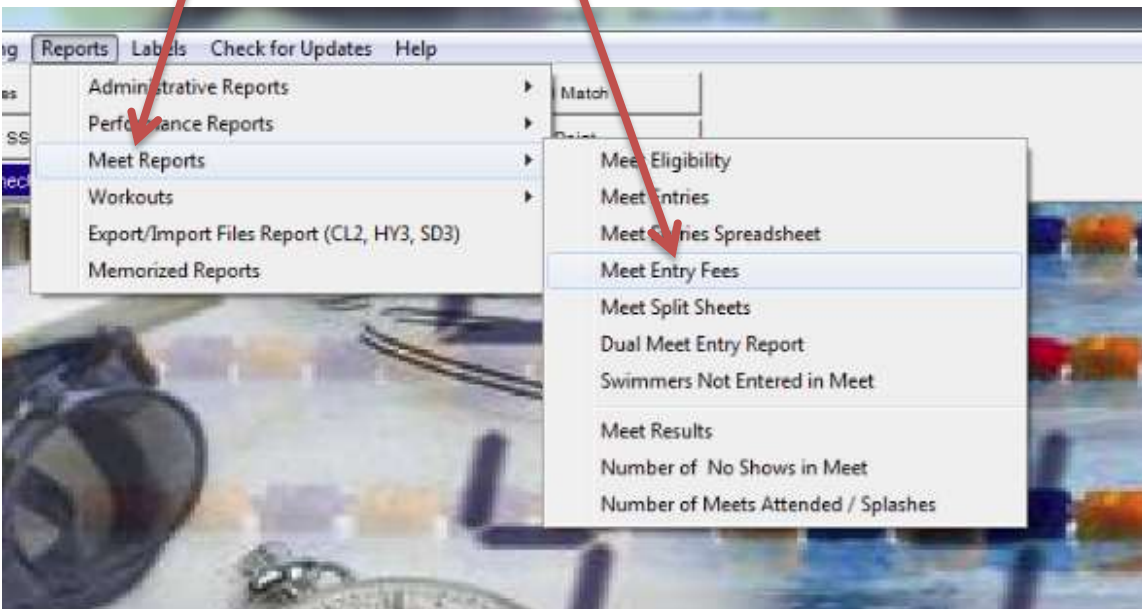 Reports Labels Check for Updates Help
Administrative Reports
Performance Reports
Meet Reports
Workouts
Export/Import Files Report (CL2, HY3, SD3)
Memorized Reports
Match
SS
Meet Eligibility
Meet Entries
Meet Entries Spreadsheet
Meet Entry Fees
Meet Split Sheets
Dual Meet Entry Report
Swimmers Not Entered in Meet
Meet Results
Number of No Shows in Meet
Number of Meets Attended / Splashes